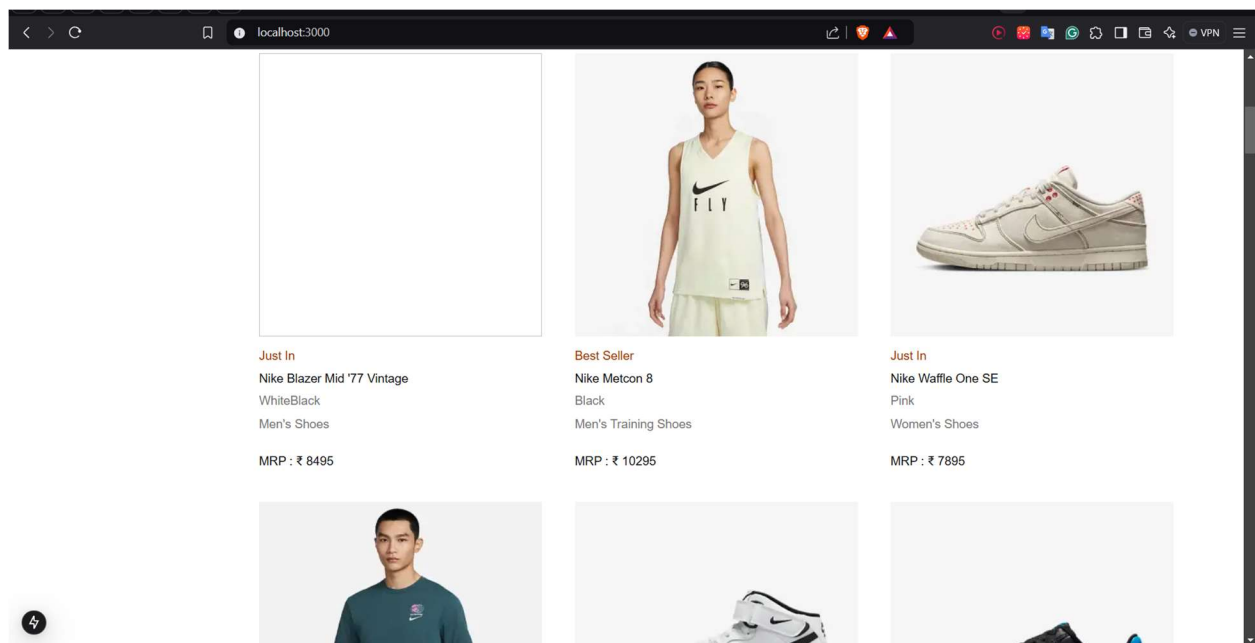 localhost:3000
VPN
FLY
96
Just In
Nike Blazer Mid '77 Vintage
WhiteBlack
Men's Shoes
MRP : ₹ 8495
Best Seller
Nike Metcon 8
Black
Men's Training Shoes
MRP : ₹ 10295
Just In
Nike Waffle One SE
Pink
Women's Shoes
MRP : ₹ 7895